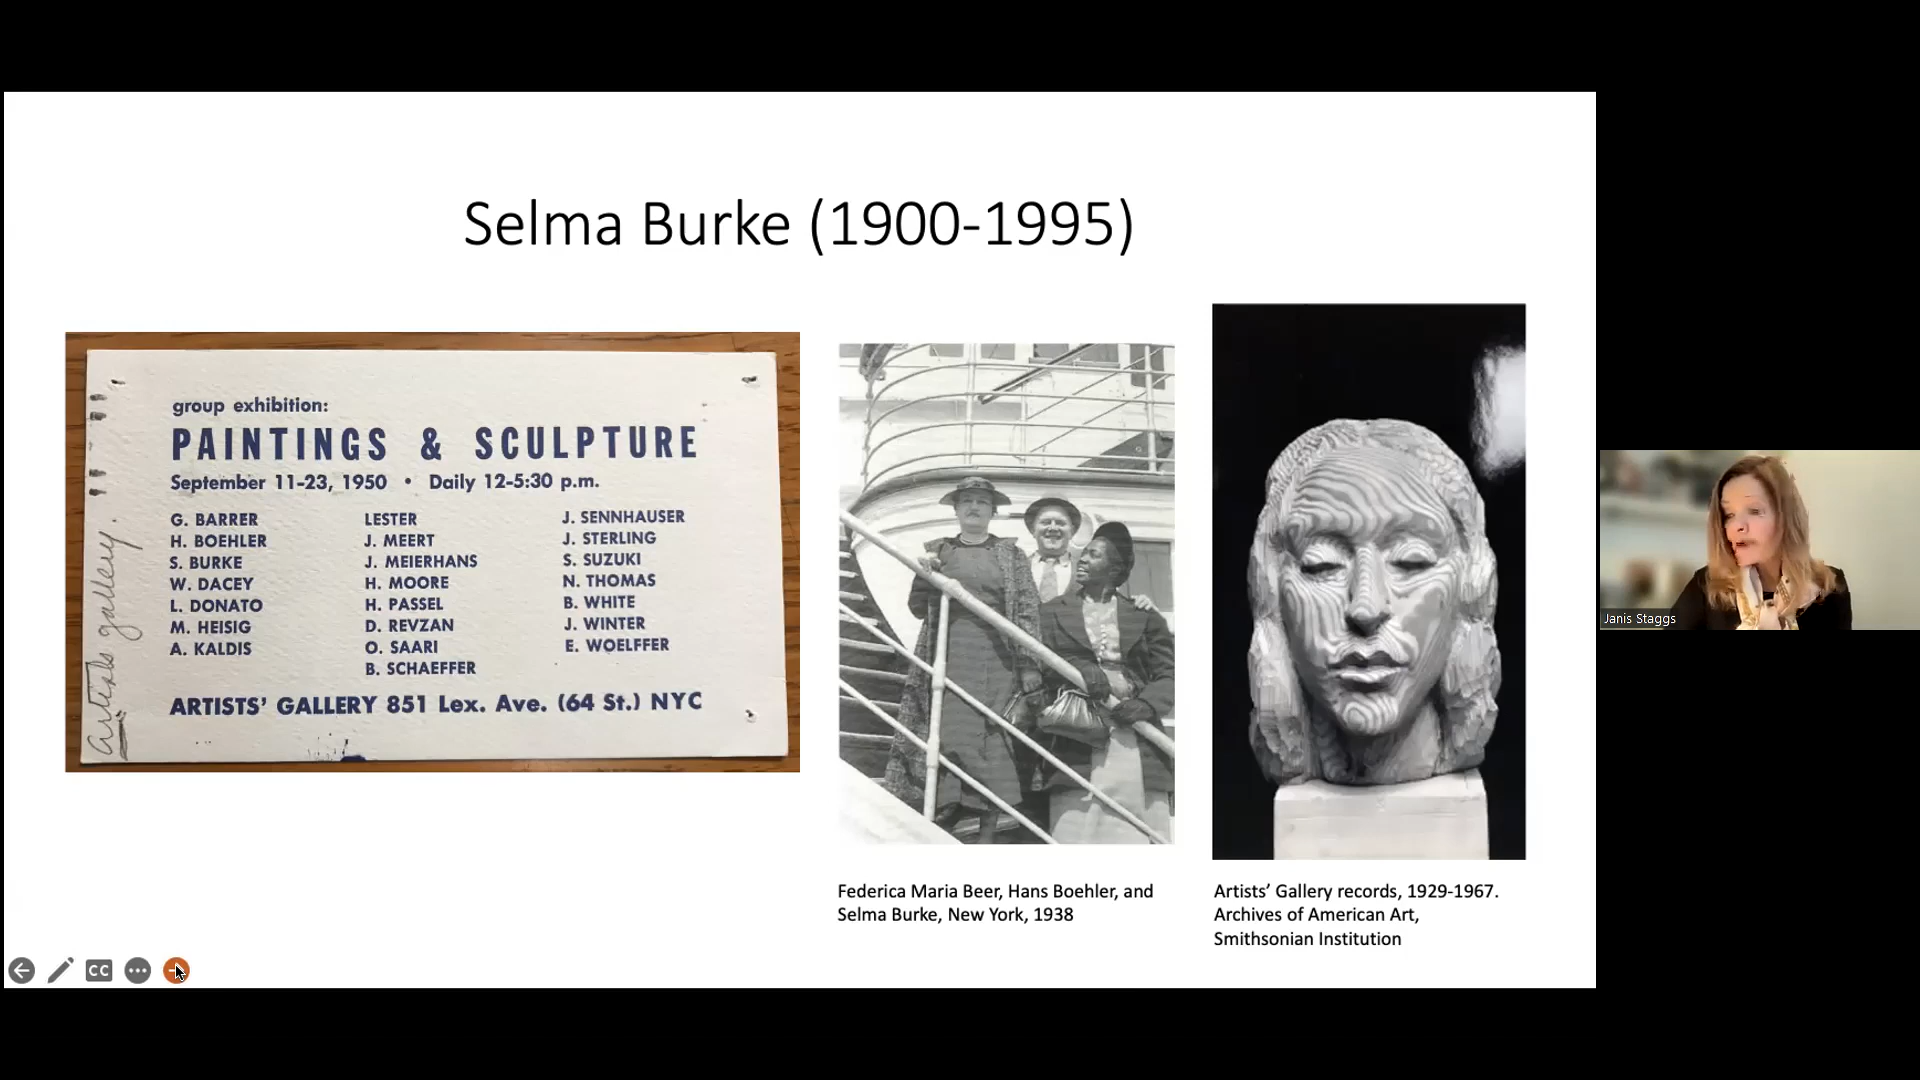 Selma Burke (1900-1995)
group exhibition:
PAINTINGS & SCULPTURE
September 11-23, 1950 • Daily 12-5:30 p.m.
G. BARRER
H. BOEHLER
S. BURKE
W. DACEY
L. DONATO
M. HEISIG
A. KALDIS
LESTER
J. MEERT
J. MEIERHANS
H. MOORE
H. PASSEL
D. REVZAN
O. SAARI
B. SCHAEFFER
J. SENNHAUSER
J. STERLING
S. SUZUKI
N. THOMAS
B. WHITE
J. WINTER
E. WOELFFER
ARTISTS' GALLERY 851 Lex. Ave. (64 St.) NYC
Artists gallery.
Federica Maria Beer, Hans Boehler, and
Selma Burke, New York, 1938
Artists’ Gallery records, 1929-1967.
Archives of American Art,
Smithsonian Institution
CC
Janis Staggs